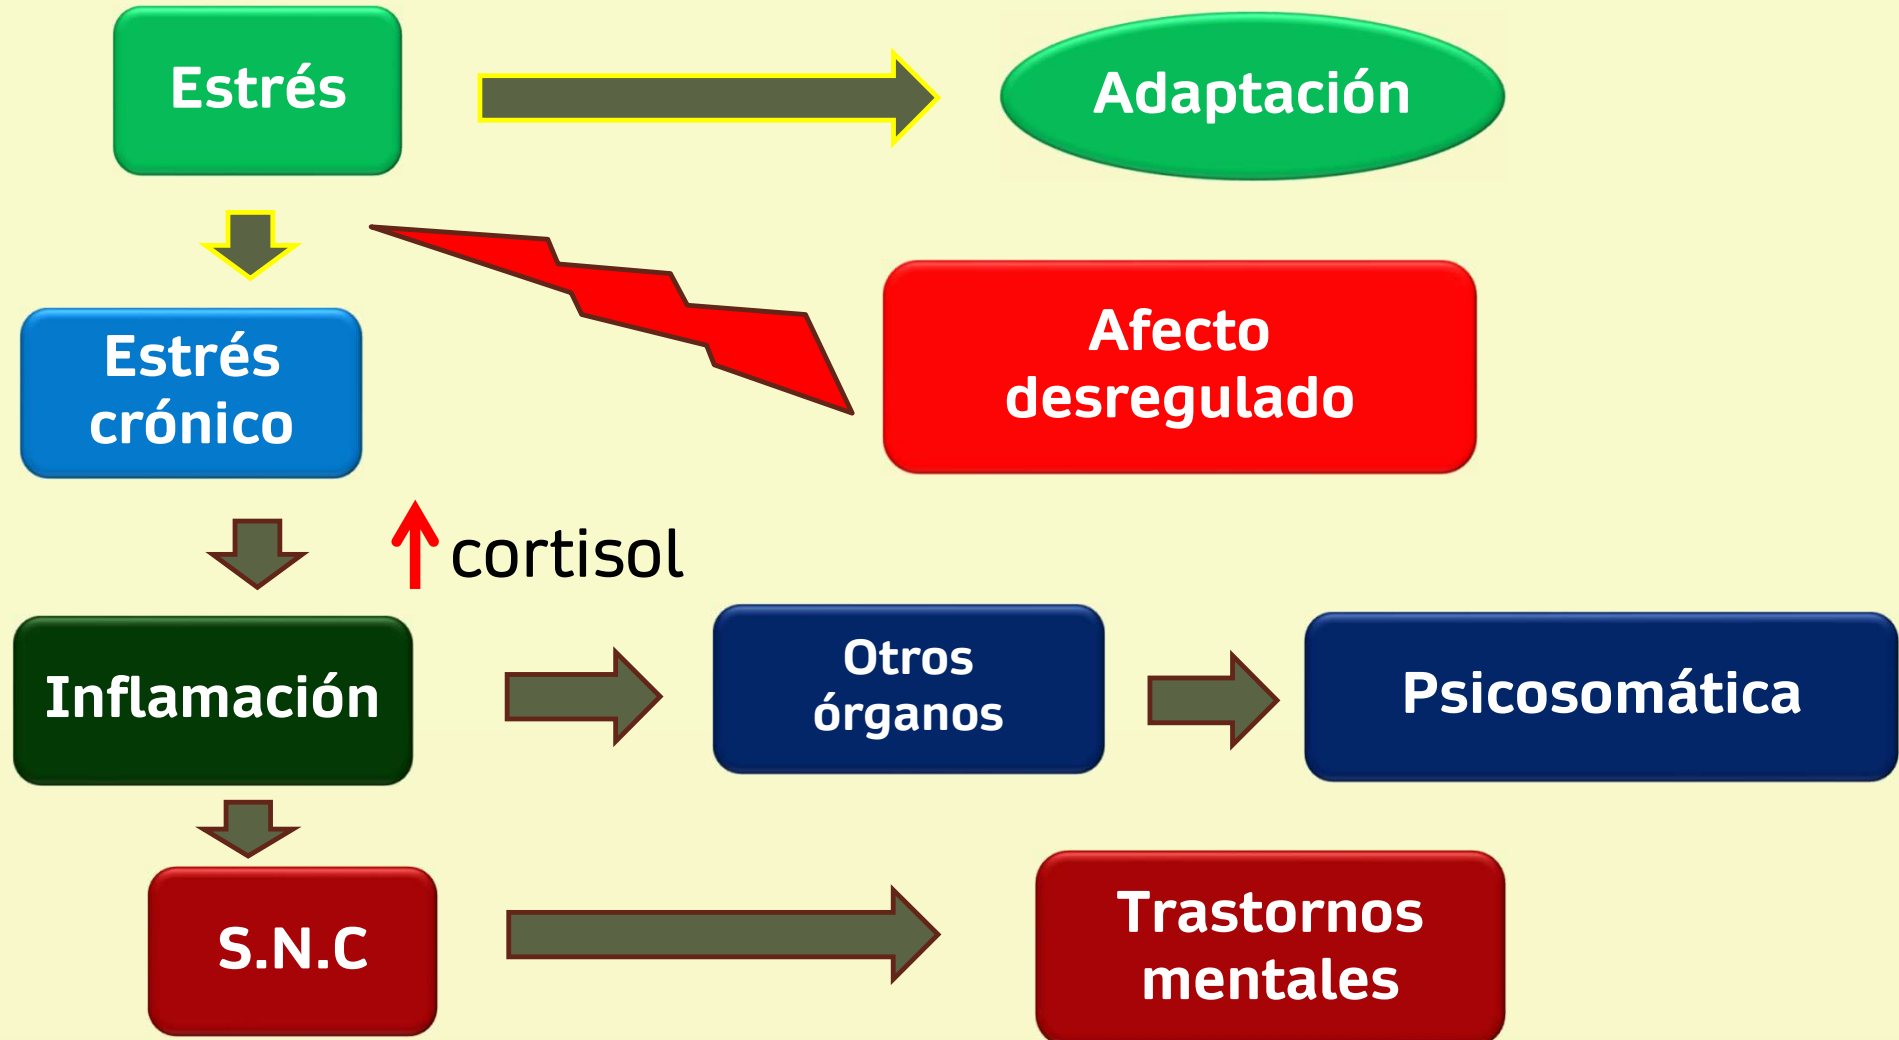 Estrés
Adaptación
Estrés
crónico
Afecto
desregulado
cortisol
Inflamación
Otros
órganos
Psicosomática
S.N.C
Trastornos
mentales